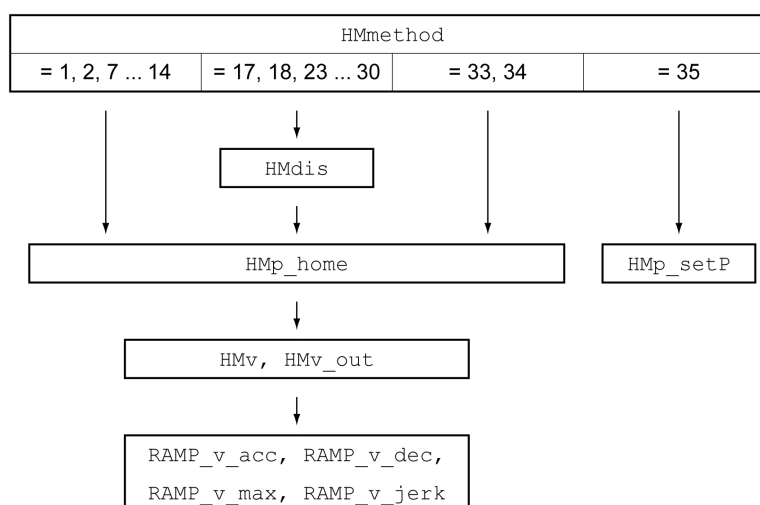 HMmethod
= 1, 2, 7 ... 14
= 17, 18, 23 ... 30
= 33, 34
= 35
HMdis
HMp_home
HMp_setP
HMv, HMv_out
RAMP_v_acc, RAMP_v_dec,
RAMP_v_max, RAMP_v_jerk